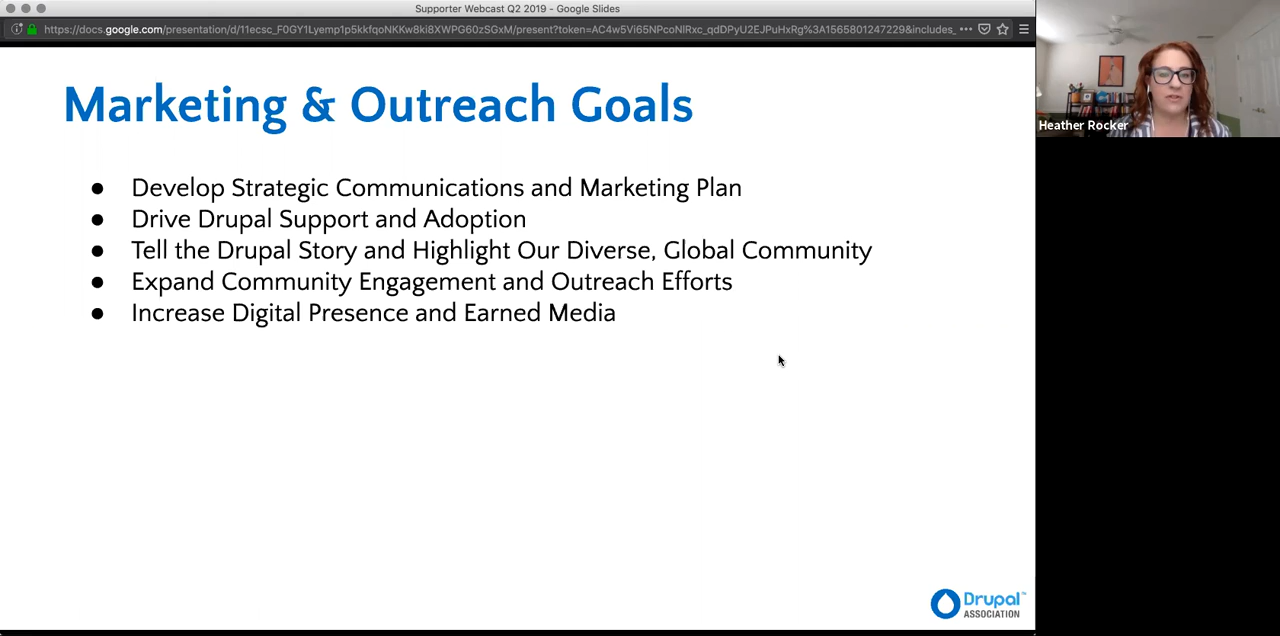 Supporter Webcast Q2 2019 - Google Slides
Marketing & Outreach Goals
● Develop Strategic Communications and Marketing Plan
● Drive Drupal Support and Adoption
● Tell the Drupal Story and Highlight Our Diverse, Global Community
● Expand Community Engagement and Outreach Efforts
● Increase Digital Presence and Earned Media
Heather Rocker
Drupal™
ASSOCIATION